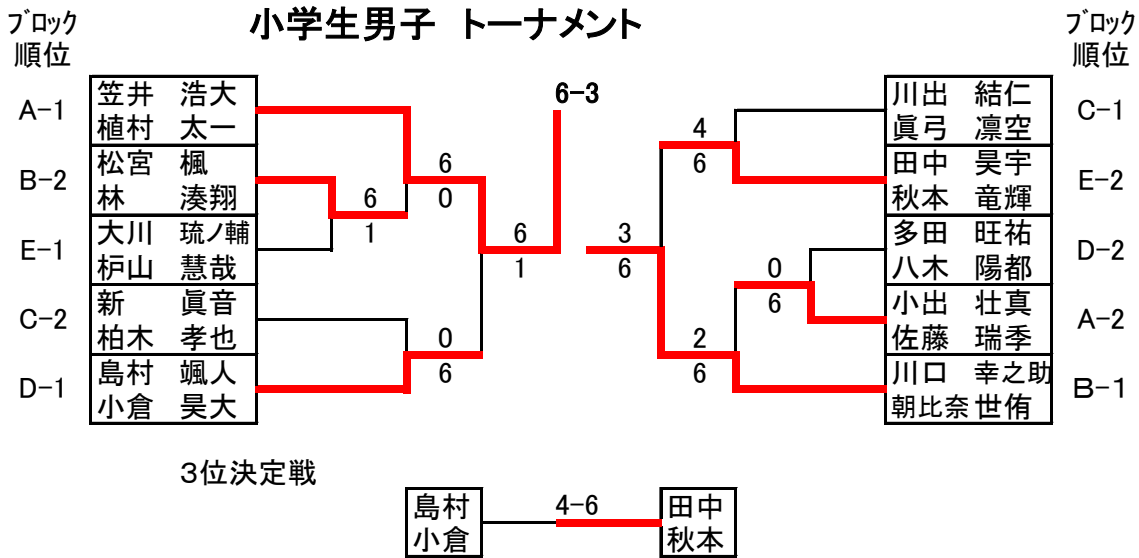 小学生男子 トーナメント
ブロック
順位
ブロック
順位
A-1
笠井 浩大
植村 太一
B-2
松宮 楓
林 湊翔
E-1
大川 琉ノ輔
枦山 慧哉
C-2
新 眞音
柏木 孝也
D-1
島村 颯人
小倉 昊大
6
1
6
0
0
6
6
1
6-3
3
6
4
6
0
6
2
6
川出 結仁
眞弓 凛空
C-1
田中 昊宇
秋本 竜輝
E-2
多田 旺祐
八木 陽都
D-2
小出 壮真
佐藤 瑞季
A-2
川口 幸之助
朝比奈 世侑
B-1
3位決定戦
島村
小倉
4-6
田中
秋本